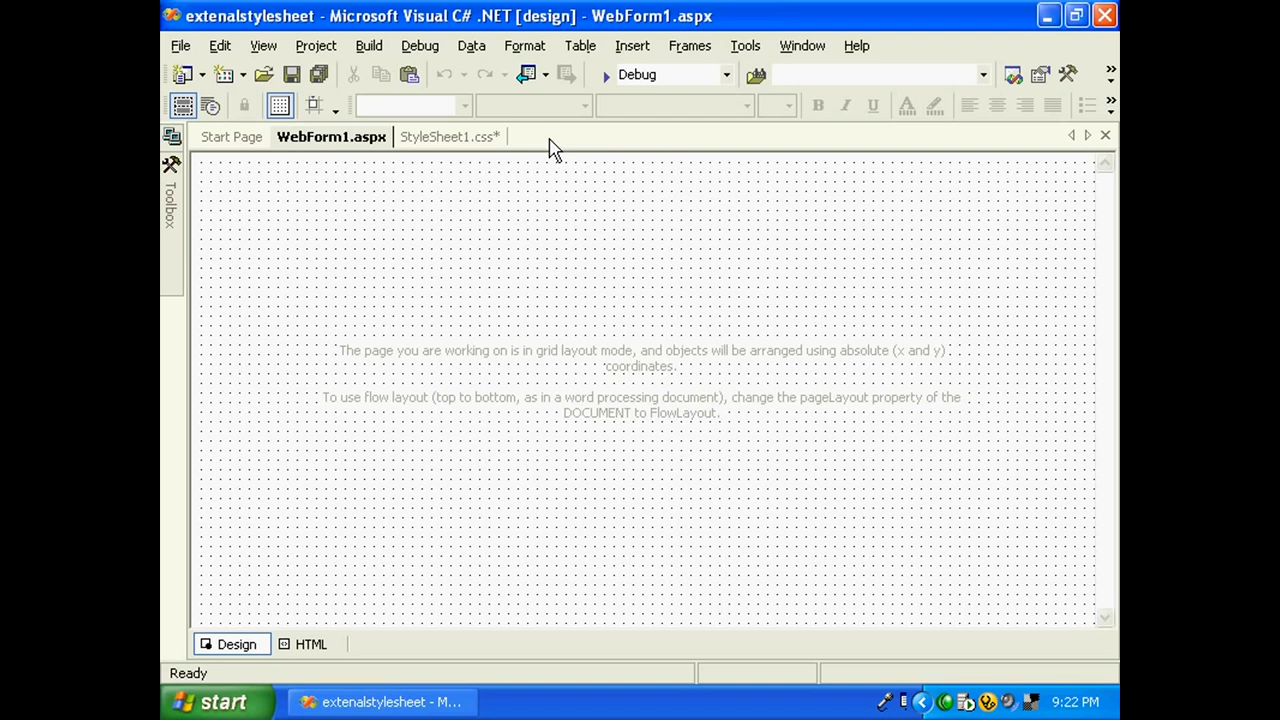 extenalstylesheet - Microsoft Visual C# .NET [design] - WebForm1.aspx
File Edit View Project Build Debug Data Format Table Insert Frames Tools Window Help
Debug
B I U A
Start Page WebForm1.aspx StyleSheet1.css*
Toolbox
The page you are working on is in grid layout mode, and objects will be arranged using absolute (x and y)
coordinates.
To use flow layout (top to bottom, as in a word processing document), change the pageLayout property of the
DOCUMENT to FlowLayout.
Design HTML
Ready
start extenalstylesheet - M... 9:22 PM